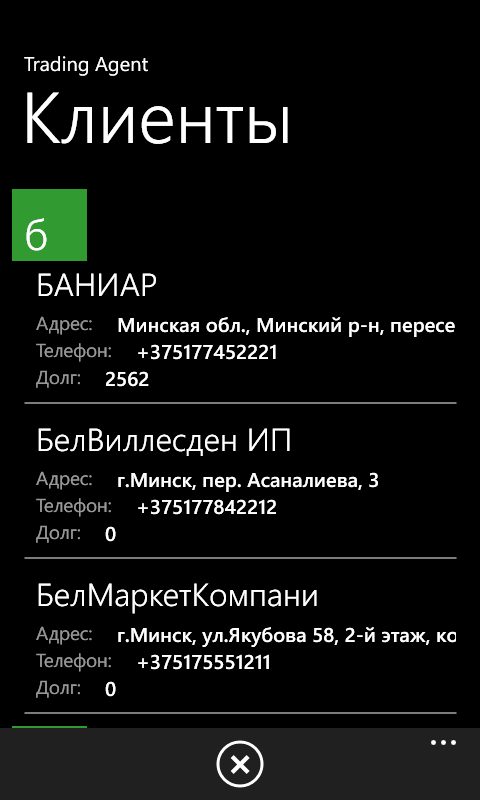 Trading Agent
Клиенты
б
БАНИАР
Адрес: Минская обл., Минский р-н, пересе
Телефон: +375177452221
Долг: 2562
БелВиллесден ИП
Адрес: г.Минск, пер. Асаналиева, 3
Телефон: +375177842212
Долг: 0
БелМаркетКомпани
Адрес: г.Минск, ул.Якубова 58, 2-й этаж, ко
Телефон: +375175551211
Долг: 0